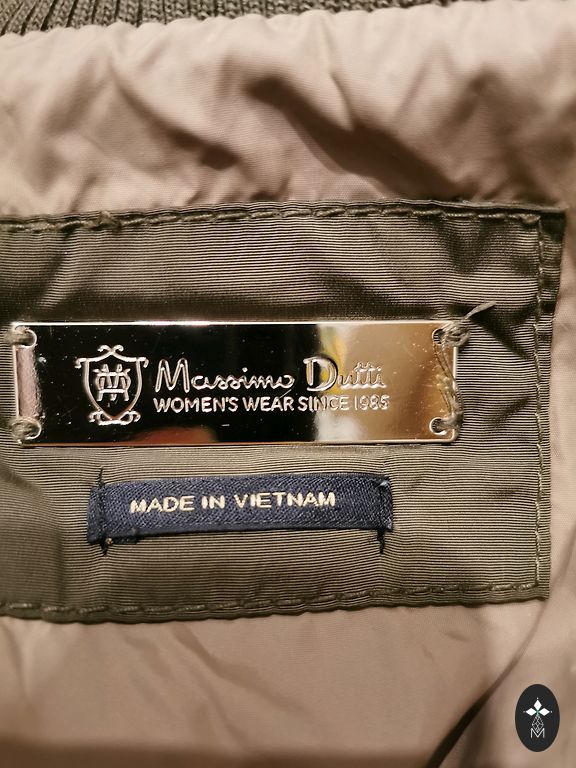 Massimo Dutti
WOMEN'S WEAR SINCE 1985
MADE IN VIETNAM
M